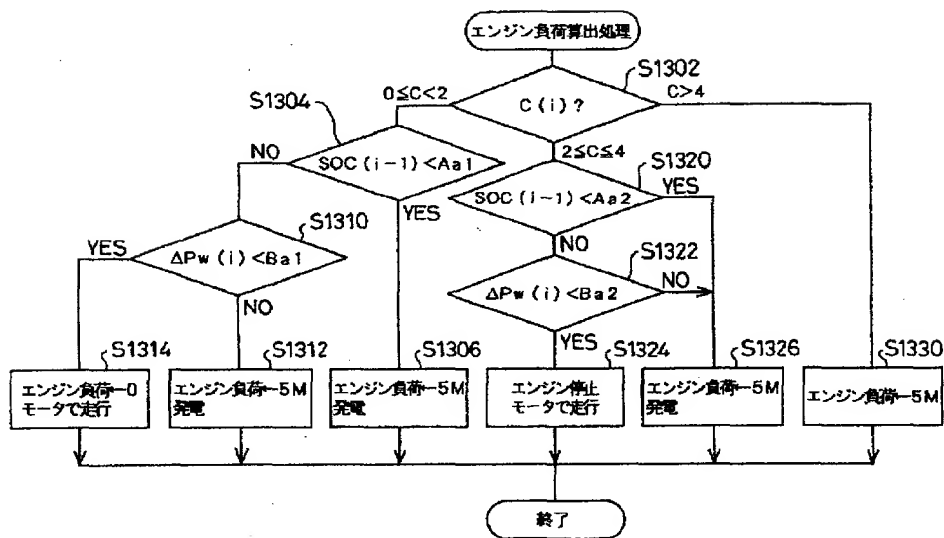 エンジン負荷算出処理
S1302
C(i)?
0≦C<2
C>4
2≦C≦4
S1304
SOC(i-1)<Aa1
NO
YES
S1320
SOC(i-1)<Aa2
YES
NO
S1310
ΔPw(i)<Ba1
YES
NO
S1322
ΔPw(i)<Ba2
NO
YES
S1314
エンジン負荷←0
モータで走行
S1312
エンジン負荷←5M
発電
S1306
エンジン負荷←5M
発電
S1324
エンジン停止
モータで走行
S1326
エンジン負荷←5M
発電
S1330
エンジン負荷←5M
終了